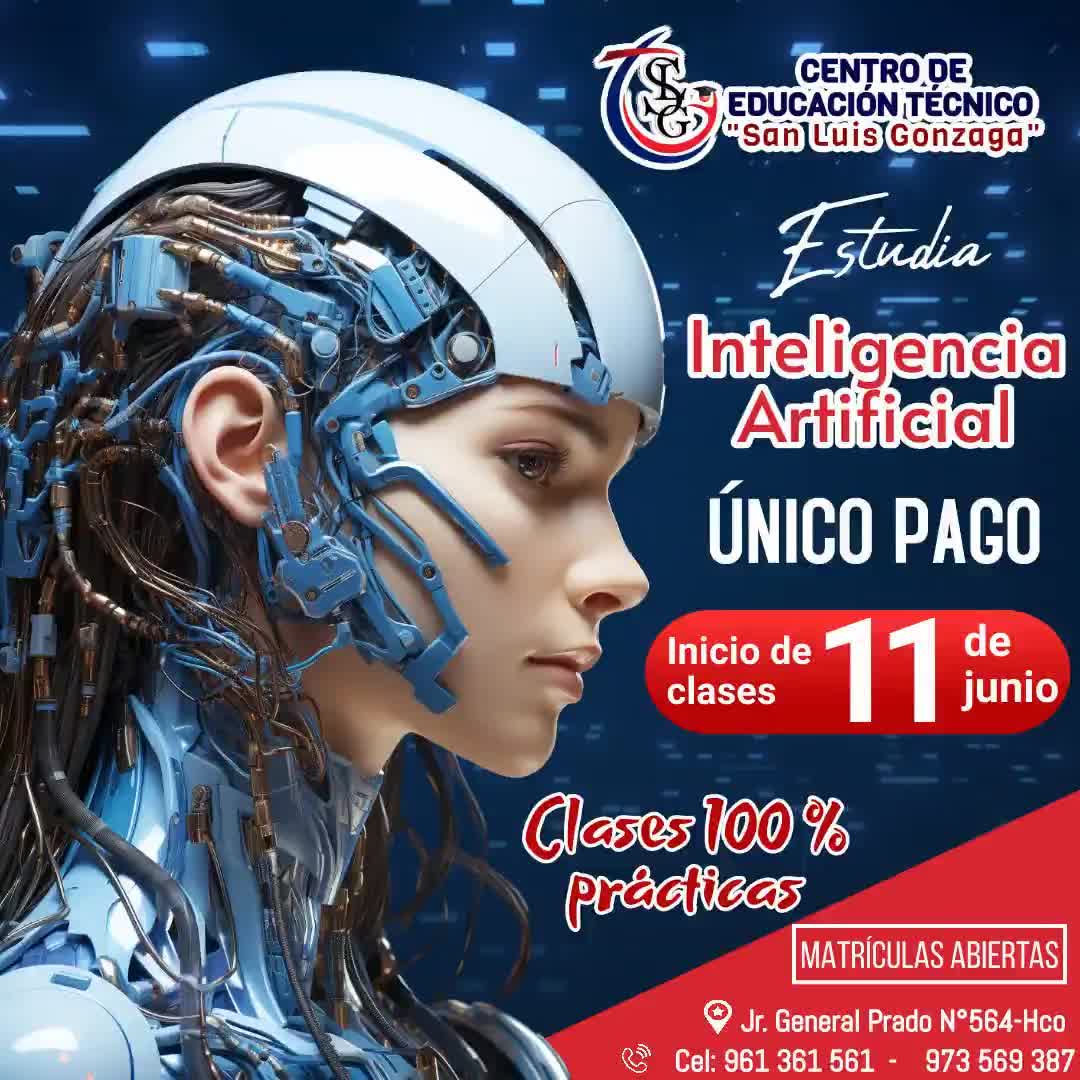 SLG
CENTRO DE
EDUCACIÓN TÉCNICO
"San Luis Gonzaga"
Estudia
Inteligencia
Artificial
ÚNICO PAGO
Inicio de
clases
11
de
junio
Clases 100 %
prácticas
MATRÍCULAS ABIERTAS
Jr. General Prado N°564-Hco
Cel: 961 361 561 - 973 569 387